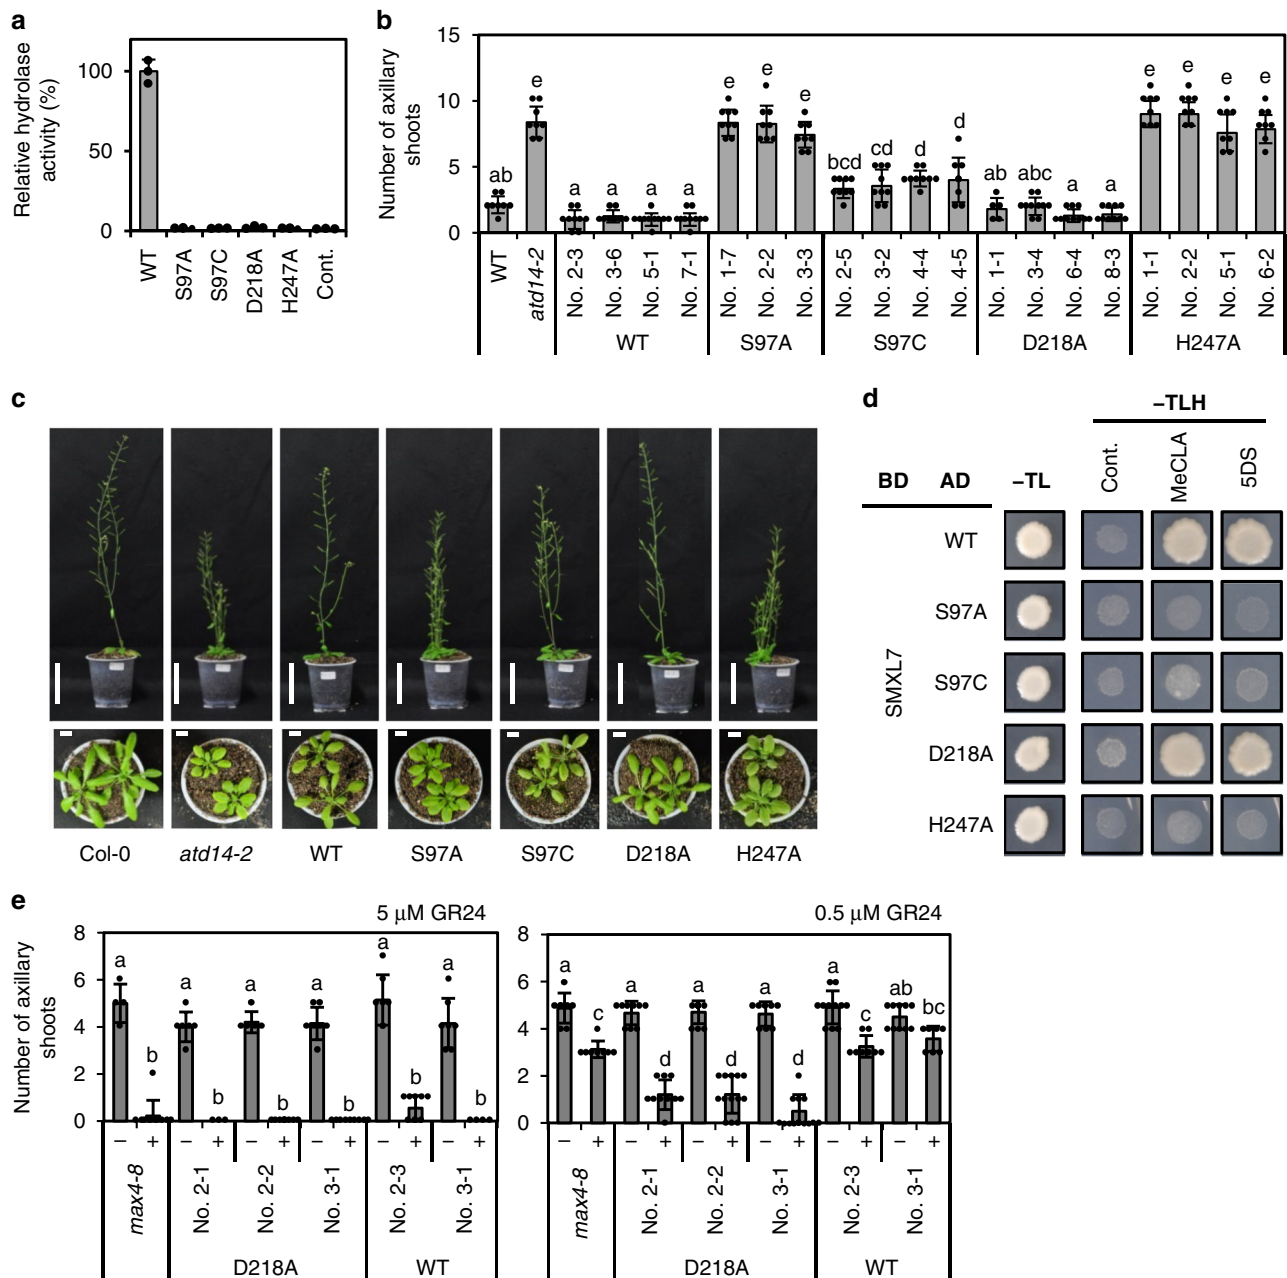 a
Relative hydrolase
activity (%)
100
50
0
WT
S97A
S97C
D218A
H247A
Cont.
b
Number of axillary
shoots
15
10
5
0
ab
e
a
a
a
a
e
e
e
bcd
cd
d
d
ab
abc
a
a
e
e
e
e
WT
atd14-2
No. 2-3
No. 3-6
No. 5-1
No. 7-1
No. 1-7
No. 2-2
No. 3-3
No. 2-5
No. 3-2
No. 4-4
No. 4-5
No. 1-1
No. 3-4
No. 6-4
No. 8-3
No. 1-1
No. 2-2
No. 5-1
No. 6-2
WT
S97A
S97C
D218A
H247A
c
Col-0
atd14-2
WT
S97A
S97C
D218A
H247A
d
–TLH
BD
AD
–TL
Cont.
MeCLA
5DS
SMXL7
WT
S97A
S97C
D218A
H247A
e
5 μM GR24
Number of axillary
shoots
8
6
4
2
0
a
b
a
b
a
b
a
b
a
b
a
b
– + – + – + – + – + – +
max4-8
No. 2-1
No. 2-2
No. 3-1
No. 2-3
No. 3-1
D218A
WT
0.5 μM GR24
8
6
4
2
0
a
c
a
d
a
d
a
d
a
c
ab
bc
– + – + – + – + – + – +
max4-8
No. 2-1
No. 2-2
No. 3-1
No. 2-3
No. 3-1
D218A
WT